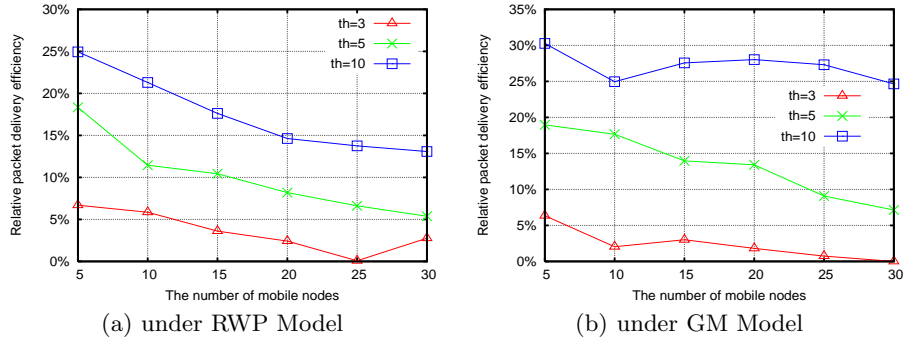 Relative packet delivery efficiency
30%
25%
20%
15%
10%
5%
0%
5 10 15 20 25 30
The number of mobile nodes
th=3
th=5
th=10
(a) under RWP Model
Relative packet delivery efficiency
35%
30%
25%
20%
15%
10%
5%
0%
5 10 15 20 25 30
The number of mobile nodes
th=3
th=5
th=10
(b) under GM Model